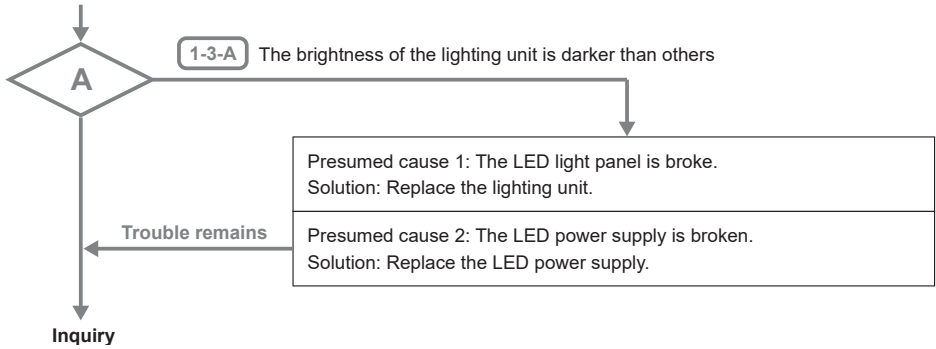 1-3-A The brightness of the lighting unit is darker than others
A
Presumed cause 1: The LED light panel is broke.
Solution: Replace the lighting unit.
Trouble remains
Presumed cause 2: The LED power supply is broken.
Solution: Replace the LED power supply.
Inquiry